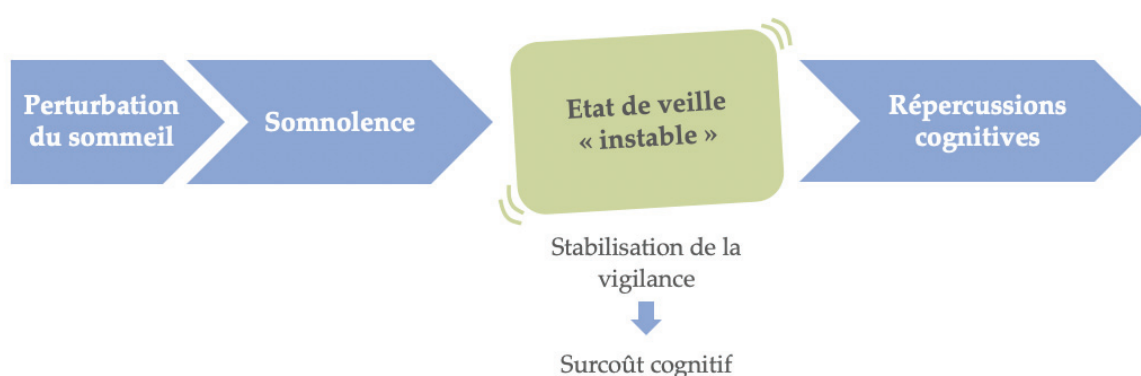 Perturbation
du sommeil
Somnolence
Etat de veille
« instable »
Répercussions
cognitives
Stabilisation de la
vigilance
Surcoût cognitif